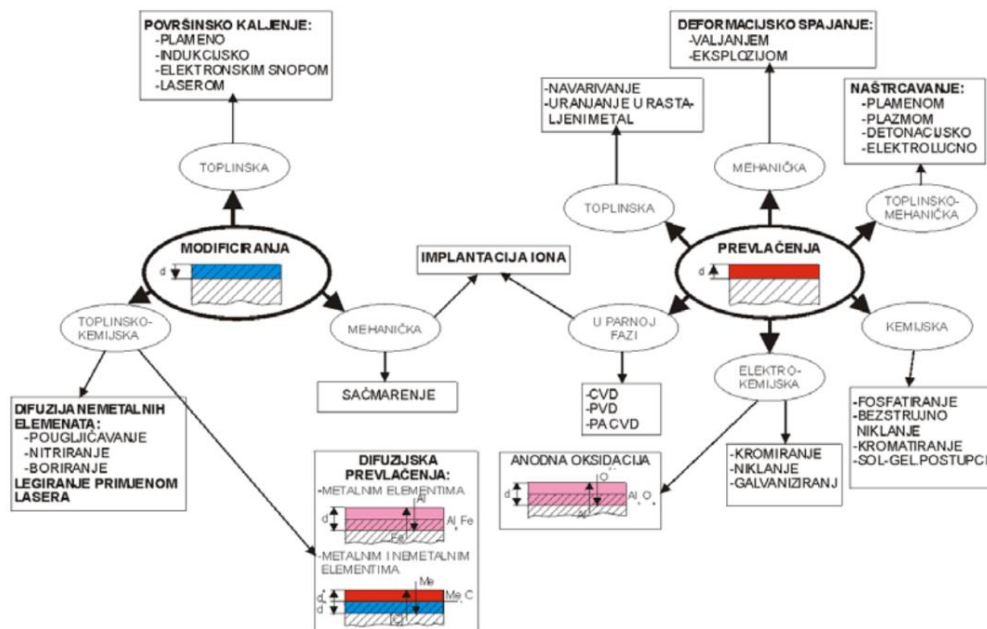 POVRŠINSKO KALJENJE:
-PLAMENO
-INDUKCIJSKO
-ELEKTRONSKIM SNOPOM
-LASEROM
DEFORMACIJSKO SPAJANJE:
-VALJANJEM
-EKSPLOZIJOM
-NAVARIVANJE
-URANJANJE U RASTA-
LJENI METAL
NAŠTRCAVANJE:
-PLAMENOM
-PLAZMOM
-DETONACIJSKO
-ELEKTROLUCNO
TOPLINSKA
MEHANIČKA
TOPLINSKA
TOPLINSKO-
MEHANIČKA
MODIFICIRANJA
d
IMPLANTACIJA IONA
PREVLAČENJA
d
TOPLINSKO-
KEMIJSKA
MEHANIČKA
U PARNOJ
FAZI
KEMIJSKA
ELEKTRO-
KEMIJSKA
SAČMARENJE
-CVD
-PVD
-PACVD
DIFUZIJA NEMETALNIH
ELEMENATA:
-POUGLJIČAVANJE
-NITRIRANJE
-BORIRANJE
LEGIRANJE PRIMJENOM
LASERA
-FOSFATIRANJE
-BEZSTRUJNO
NIKLANJE
-KROMATIRANJE
-SOL-GEL.POSTUPCI
-KROMIRANJE
-NIKLANJE
-GALVANIZIRANJ
DIFUZIJSKA
PREVLAČENJA:
-METALNIM ELEMENTIMA
Al
d
Al Fe
Fe
-METALNIM I NEMETALNIM
ELEMENTIMA
Me
d
Me C
d
ANODNA OKSIDACIJA
O
d
Al O
Al